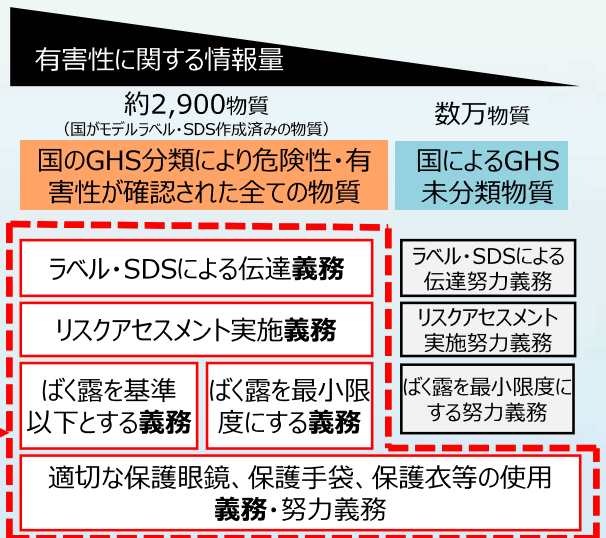 有害性に関する情報量
約2,900物質
（国がモデルラベル・SDS作成済みの物質）
数万物質
国のGHS分類により危険性・有
害性が確認された全ての物質
国によるGHS
未分類物質
ラベル・SDSによる伝達義務
ラベル・SDSによる
伝達努力義務
リスクアセスメント実施義務
リスクアセスメント
実施努力義務
ばく露を基準
以下とする義務
ばく露を最小限
度にする義務
ばく露を最小限度に
する努力義務
適切な保護眼鏡、保護手袋、保護衣等の使用
義務・努力義務